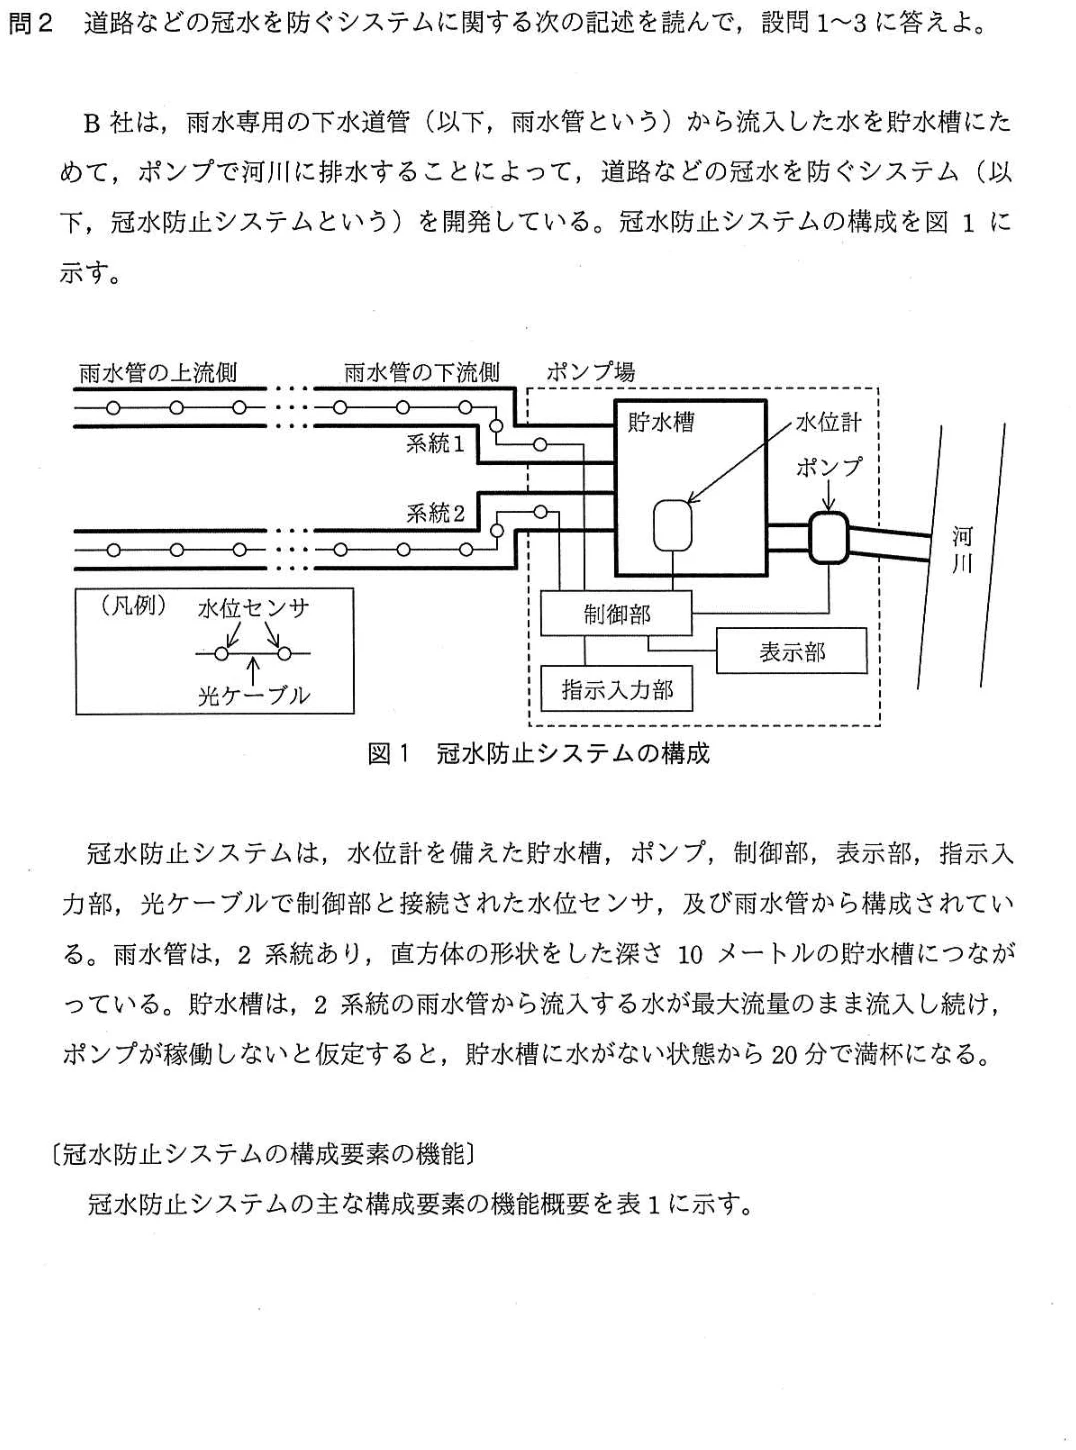 問2 道路などの冠水を防ぐシステムに関する次の記述を読んで，設問1～3に答えよ。
B社は，雨水専用の下水道管（以下，雨水管という）から流入した水を貯水槽にた
めて，ポンプで河川に排水することによって，道路などの冠水を防ぐシステム（以
下，冠水防止システムという）を開発している。冠水防止システムの構成を図1に
示す。
雨水管の上流側
雨水管の下流側
ポンプ場
貯水槽
水位計
系統1
ポンプ
系統2
河川
（凡例）
水位センサ
光ケーブル
制御部
表示部
指示入力部
図1 冠水防止システムの構成
冠水防止システムは，水位計を備えた貯水槽，ポンプ，制御部，表示部，指示入
力部，光ケーブルで制御部と接続された水位センサ，及び雨水管から構成されてい
る。雨水管は，2系統あり，直方体の形状をした深さ10メートルの貯水槽につなが
っている。貯水槽は，2系統の雨水管から流入する水が最大流量のまま流入し続け，
ポンプが稼働しないと仮定すると，貯水槽に水がない状態から20分で満杯になる。
〔冠水防止システムの構成要素の機能〕
冠水防止システムの主な構成要素の機能概要を表1に示す。